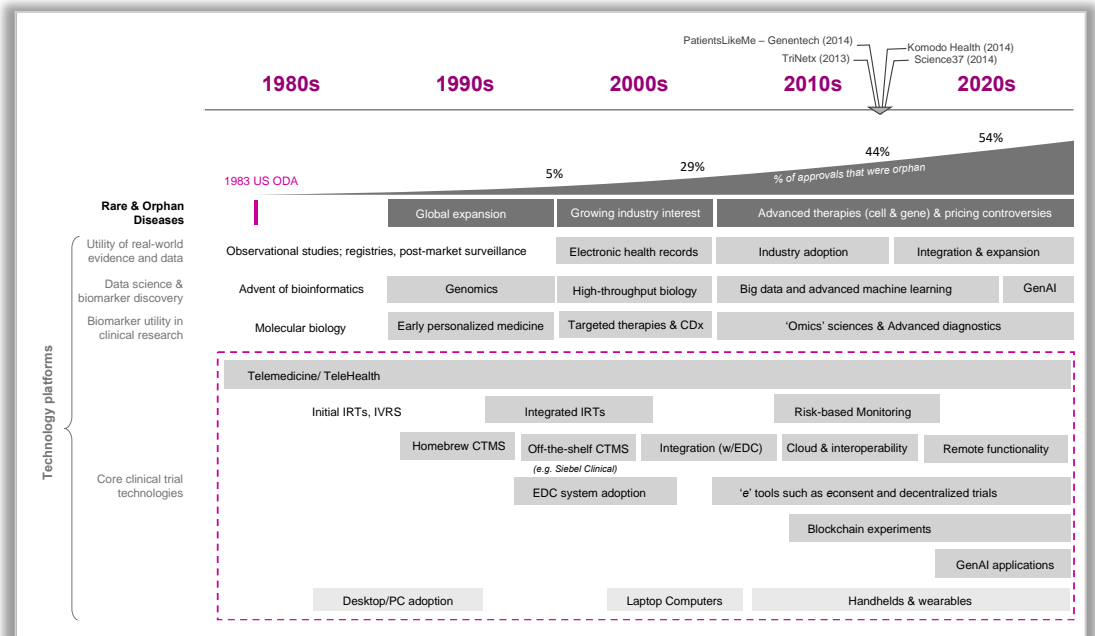 PatientsLikeMe – Genentech (2014)
Komodo Health (2014)
TriNetx (2013)
Science37 (2014)
1980s
1990s
2000s
2010s
2020s
1983 US ODA
5%
29%
44%
54%
% of approvals that were orphan
Rare & Orphan
Diseases
Global expansion
Growing industry interest
Advanced therapies (cell & gene) & pricing controversies
Utility of real-world
evidence and data
Observational studies; registries, post-market surveillance
Electronic health records
Industry adoption
Integration & expansion
Data science &
biomarker discovery
Advent of bioinformatics
Genomics
High-throughput biology
Big data and advanced machine learning
GenAI
Biomarker utility in
clinical research
Molecular biology
Early personalized medicine
Targeted therapies & CDx
‘Omics’ sciences & Advanced diagnostics
Technology platforms
Core clinical trial
technologies
Telemedicine/ TeleHealth
Initial IRTs, IVRS
Integrated IRTs
Risk-based Monitoring
Homebrew CTMS
Off-the-shelf CTMS
(e.g. Siebel Clinical)
Integration (w/EDC)
Cloud & interoperability
Remote functionality
EDC system adoption
‘e’ tools such as econsent and decentralized trials
Blockchain experiments
GenAI applications
Desktop/PC adoption
Laptop Computers
Handhelds & wearables